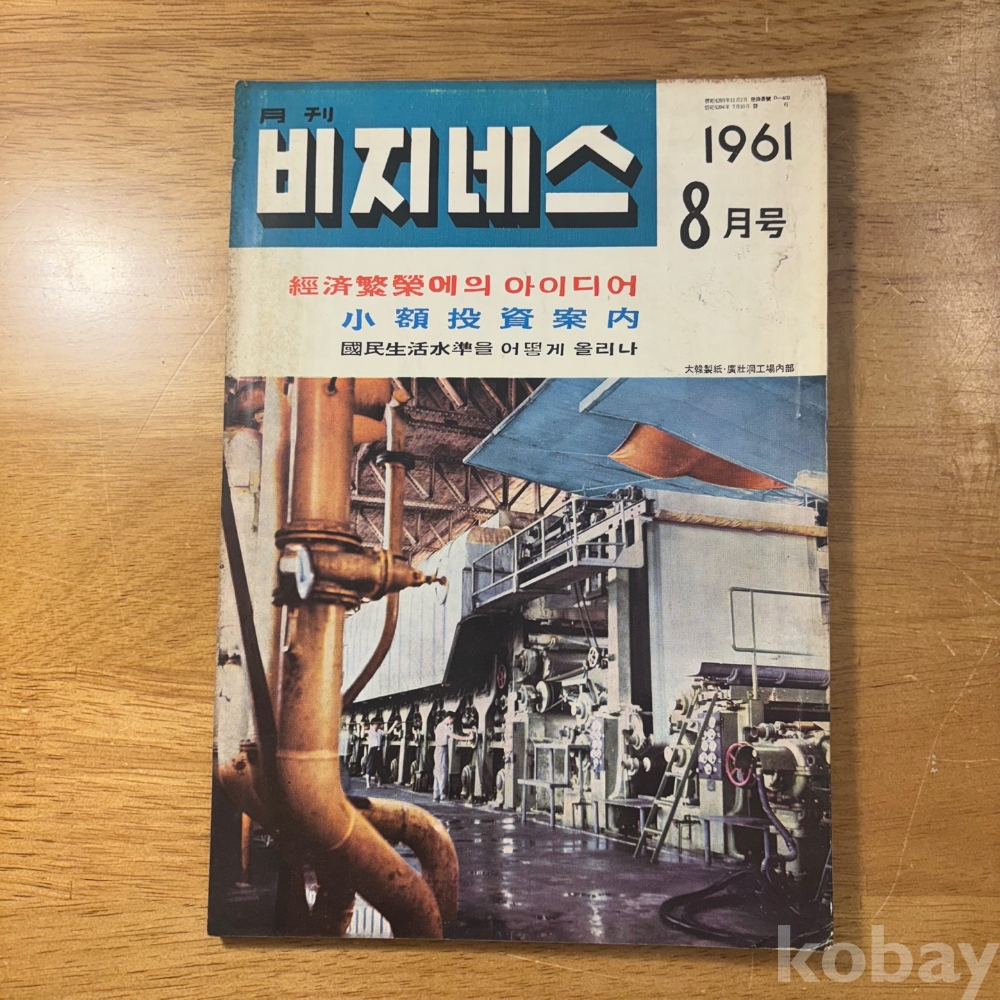 月刊
비지네스
1961
8月号
經済繁榮에의 아이디어
小額投資案内
國民生活水準을 어떻게 올리나
大韓製紙·廣壯洞工場內部
kobay